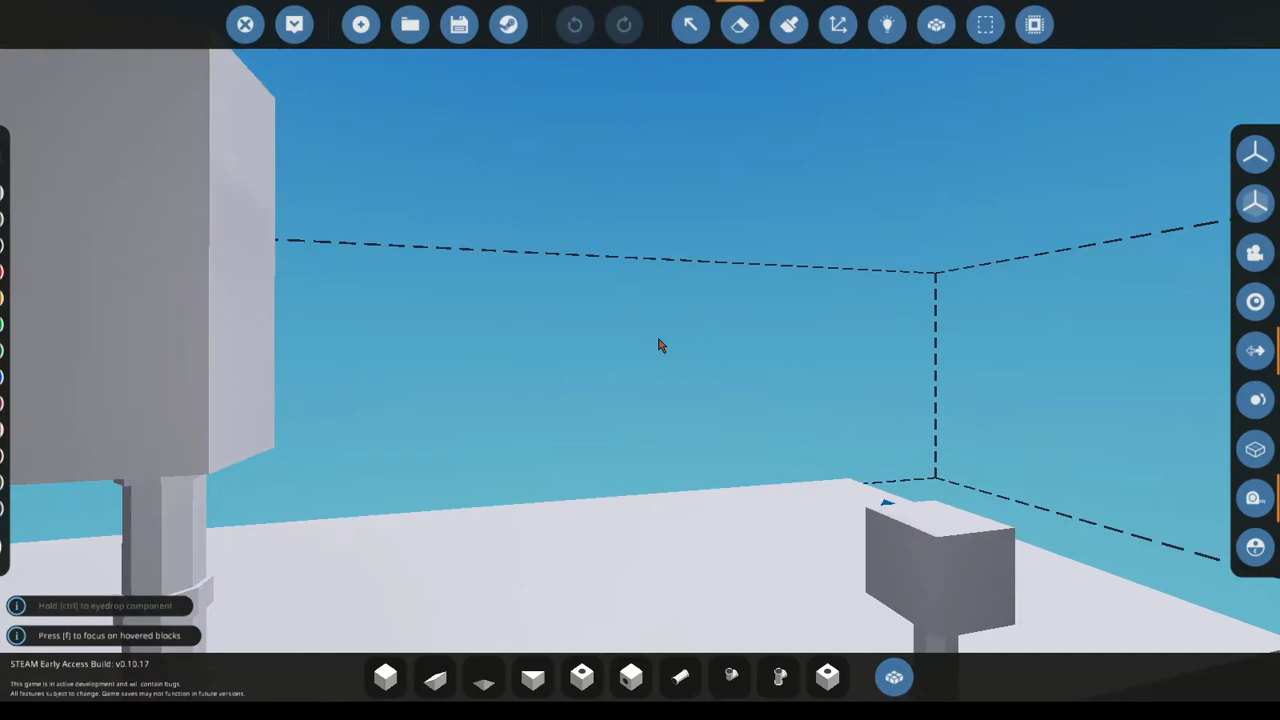 Hold [ctrl] to eyedrop component
Press [f] to focus on hovered blocks
STEAM Early Access Build: v0.10.17
This game is in active development and will contain bugs.
All features subject to change. Game saves may not function in future versions.